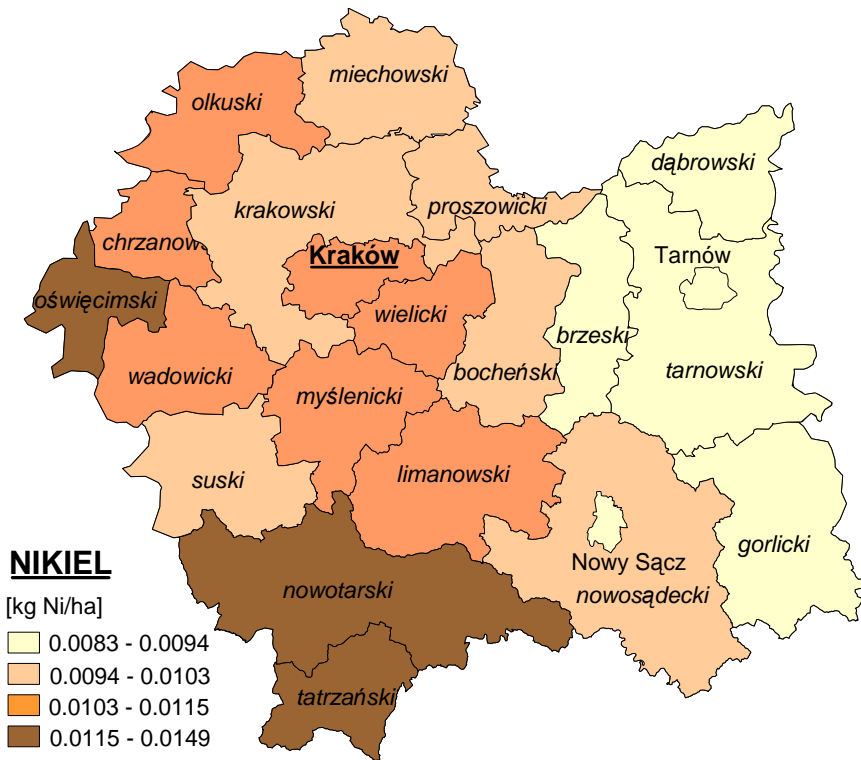 miechowski
olkuski
dąbrowski
krakowski
proszowicki
chrzanows
Kraków
Tarnów
oświęcimski
wielicki
brzeski
wadowicki
myślenicki
bocheński
tarnowski
suski
limanowski
gorlicki
Nowy Sącz
nowotarski
nowosądecki
tatrzański
NIKIEL
[kg Ni/ha]
0.0083 - 0.0094
0.0094 - 0.0103
0.0103 - 0.0115
0.0115 - 0.0149